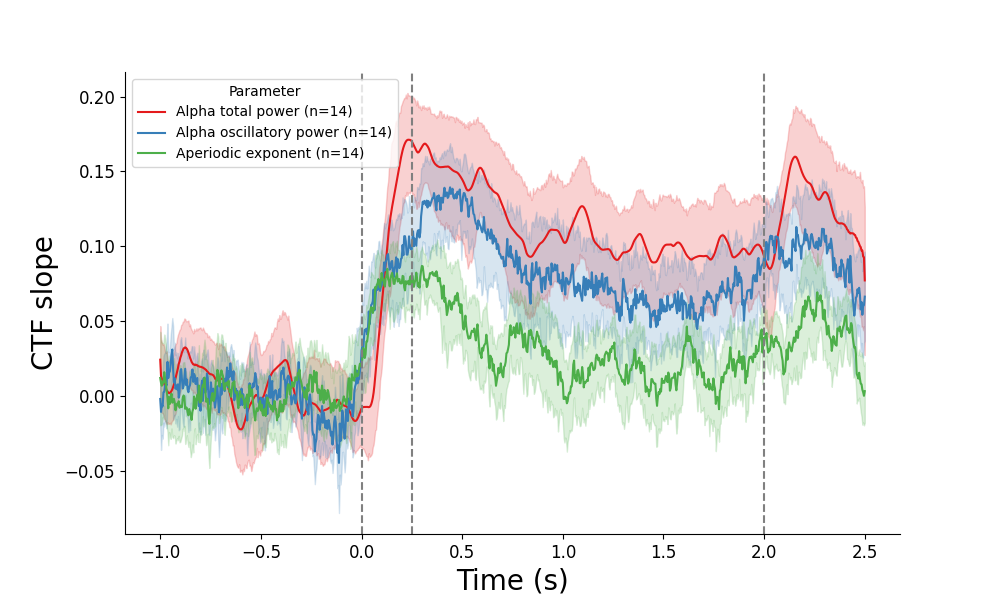 Parameter
Alpha total power (n=14)
Alpha oscillatory power (n=14)
Aperiodic exponent (n=14)
CTF slope
0.20
0.15
0.10
0.05
0.00
−0.05
−1.0 −0.5 0.0 0.5 1.0 1.5 2.0 2.5
Time (s)